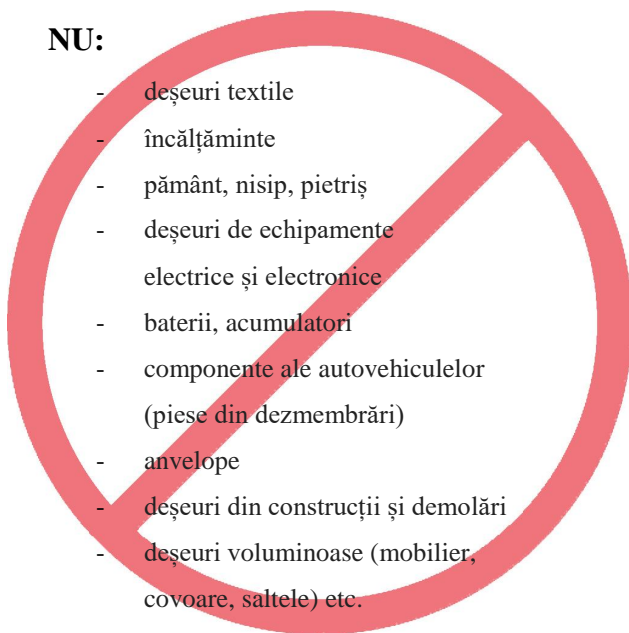 NU:
- deșeuri textile
- încălțăminte
- pământ, nisip, pietriș
- deșeuri de echipamente
electrice și electronice
- baterii, acumulatori
- componente ale autovehiculelor
(piese din dezmembrări)
- anvelope
- deșeuri din construcții și demolări
- deșeuri voluminoase (mobilier,
covoare, saltele) etc.